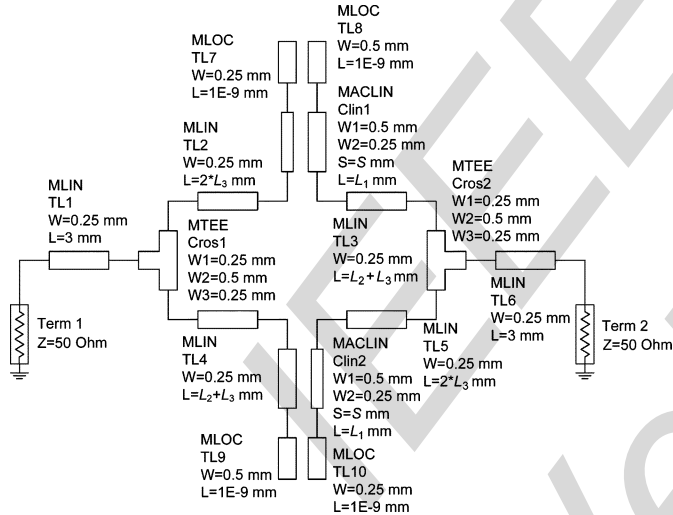 MLOC
TL7
W=0.25 mm
L=1E-9 mm
MLOC
TL8
W=0.5 mm
L=1E-9 mm
MACLIN
Clin1
W1=0.5 mm
W2=0.25 mm
S=S mm
L=L₁ mm
MLIN
TL2
W=0.25 mm
L=2*L₃ mm
MLIN
TL1
W=0.25 mm
L=3 mm
MTEE
Cros1
W1=0.25 mm
W2=0.5 mm
W3=0.25 mm
MLIN
TL3
W=0.25 mm
L=L₂+L₃ mm
MTEE
Cros2
W1=0.25 mm
W2=0.5 mm
W3=0.25 mm
Term 1
Z=50 Ohm
MLIN
TL4
W=0.25 mm
L=L₂+L₃ mm
MACLIN
Clin2
W1=0.5 mm
W2=0.25 mm
S=S mm
L=L₁ mm
MLIN
TL5
W=0.25 mm
L=2*L₃ mm
MLIN
TL6
W=0.25 mm
L=3 mm
Term 2
Z=50 Ohm
MLOC
TL9
W=0.5 mm
L=1E-9 mm
MLOC
TL10
W=0.25 mm
L=1E-9 mm